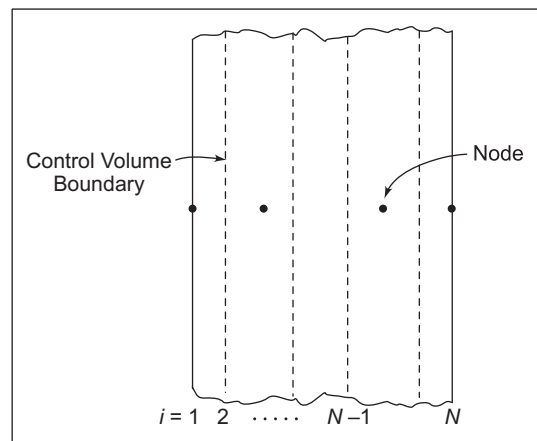 Control Volume
Boundary
Node
i = 1 2 ..... N–1 N